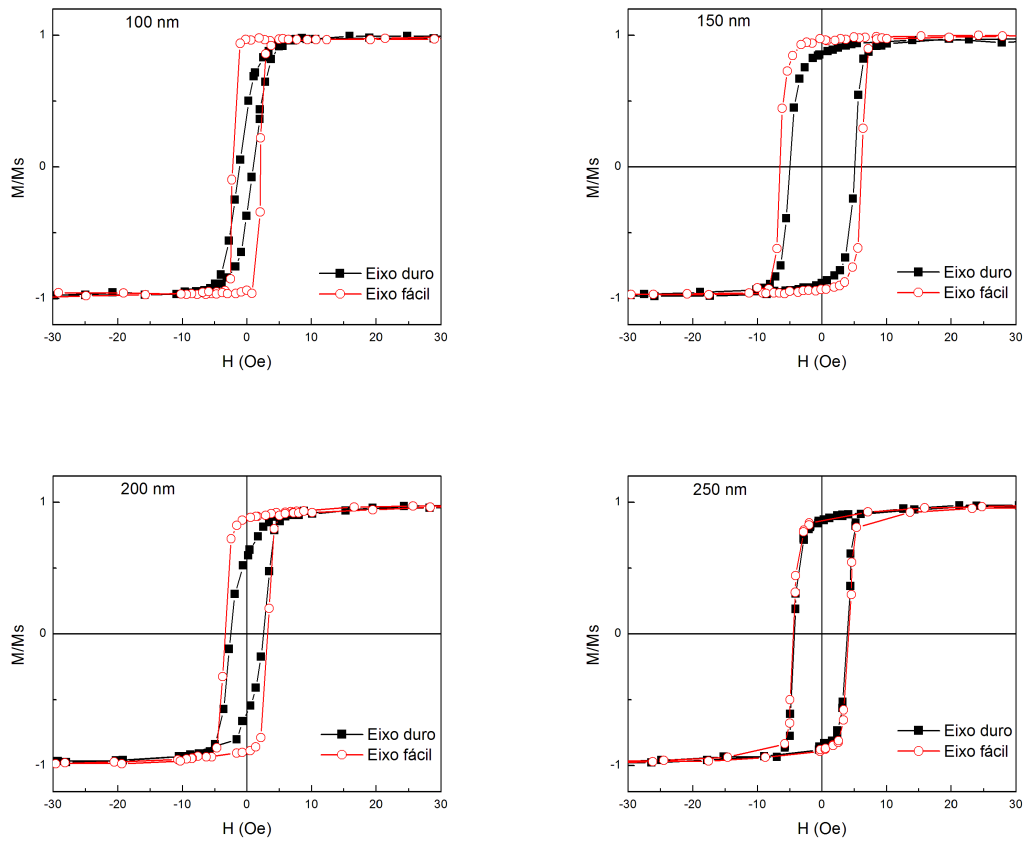 100 nm
1
0
-1
M/Ms
-30 -20 -10 0 10 20 30
H (Oe)
Eixo duro
Eixo fácil
150 nm
1
0
-1
M/Ms
-30 -20 -10 0 10 20 30
H (Oe)
Eixo duro
Eixo fácil
200 nm
1
0
-1
M/Ms
-30 -20 -10 0 10 20 30
H (Oe)
Eixo duro
Eixo fácil
250 nm
1
0
-1
M/Ms
-30 -20 -10 0 10 20 30
H (Oe)
Eixo duro
Eixo fácil